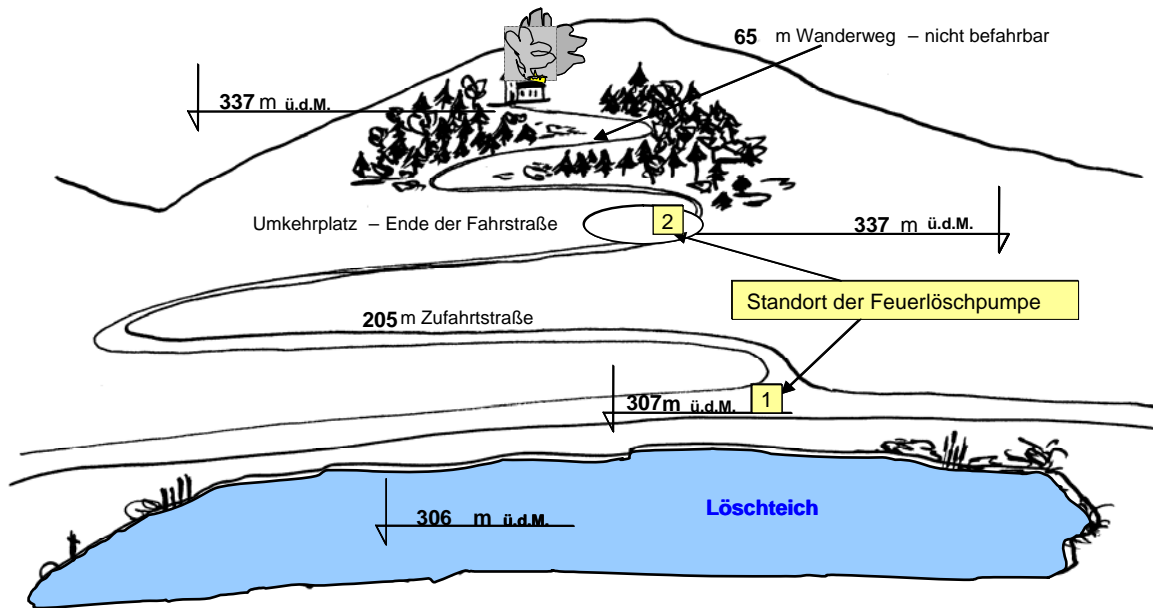 65 m Wanderweg – nicht befahrbar
337 m ü.d.M.
Umkehrplatz – Ende der Fahrstraße
2
337 m ü.d.M.
Standort der Feuerlöschpumpe
205 m Zufahrtstraße
307m ü.d.M.
1
Löschteich
306 m ü.d.M.